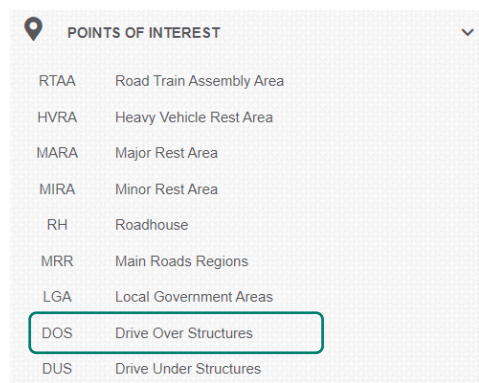 POINTS OF INTEREST
RTAA Road Train Assembly Area
HVRA Heavy Vehicle Rest Area
MARA Major Rest Area
MIRA Minor Rest Area
RH Roadhouse
MRR Main Roads Regions
LGA Local Government Areas
DOS Drive Over Structures
DUS Drive Under Structures